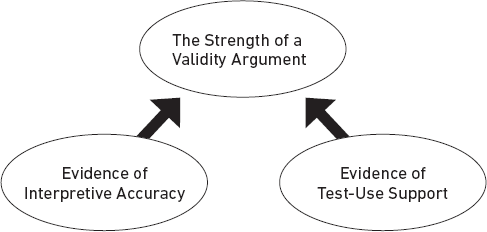 The Strength of a
Validity Argument
Evidence of
Interpretive Accuracy
Evidence of
Test-Use Support